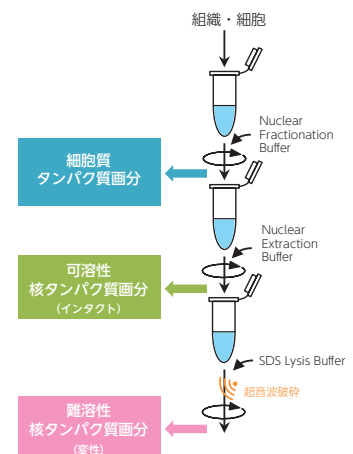 組織・細胞
Nuclear
Fractionation
Buffer
細胞質
タンパク質画分
Nuclear
Extraction
Buffer
可溶性
核タンパク質画分
（インタクト）
SDS Lysis Buffer
超音波破砕
難溶性
核タンパク質画分
（変性）